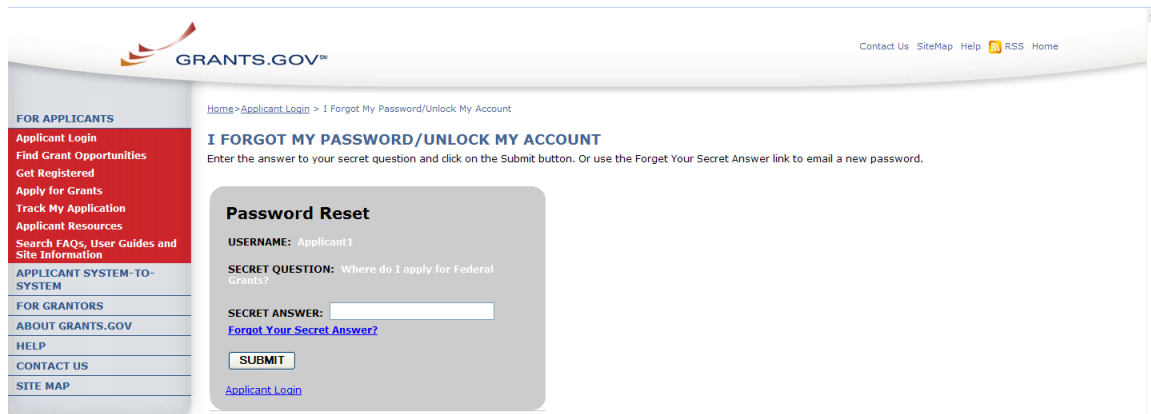 GRANTS.GOV℠
Contact Us SiteMap Help RSS Home
FOR APPLICANTS
Applicant Login
Find Grant Opportunities
Get Registered
Apply for Grants
Track My Application
Applicant Resources
Search FAQs, User Guides and
Site Information
APPLICANT SYSTEM-TO-
SYSTEM
FOR GRANTORS
ABOUT GRANTS.GOV
HELP
CONTACT US
SITE MAP
Home>Applicant Login > I Forgot My Password/Unlock My Account
I FORGOT MY PASSWORD/UNLOCK MY ACCOUNT
Enter the answer to your secret question and click on the Submit button. Or use the Forget Your Secret Answer link to email a new password.
Password Reset
USERNAME: Applicant1
SECRET QUESTION: Where do I apply for Federal
Grants?
SECRET ANSWER:
Forgot Your Secret Answer?
SUBMIT
Applicant Login